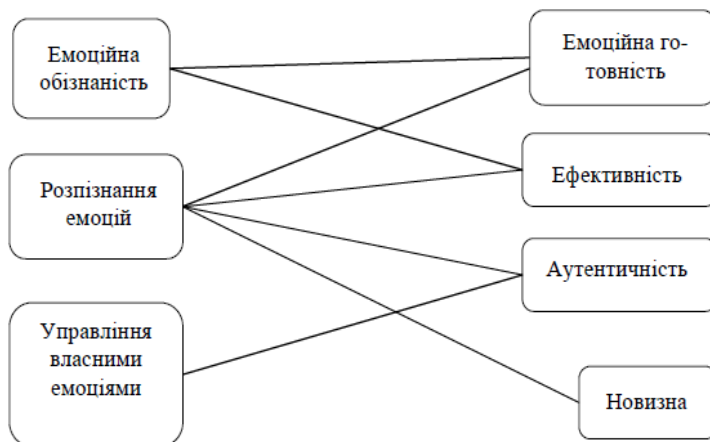 Емоційна
обізнаність
Розпізнання
емоцій
Управління
власними
емоціями
Емоційна го-
товність
Ефективність
Аутентичність
Новизна